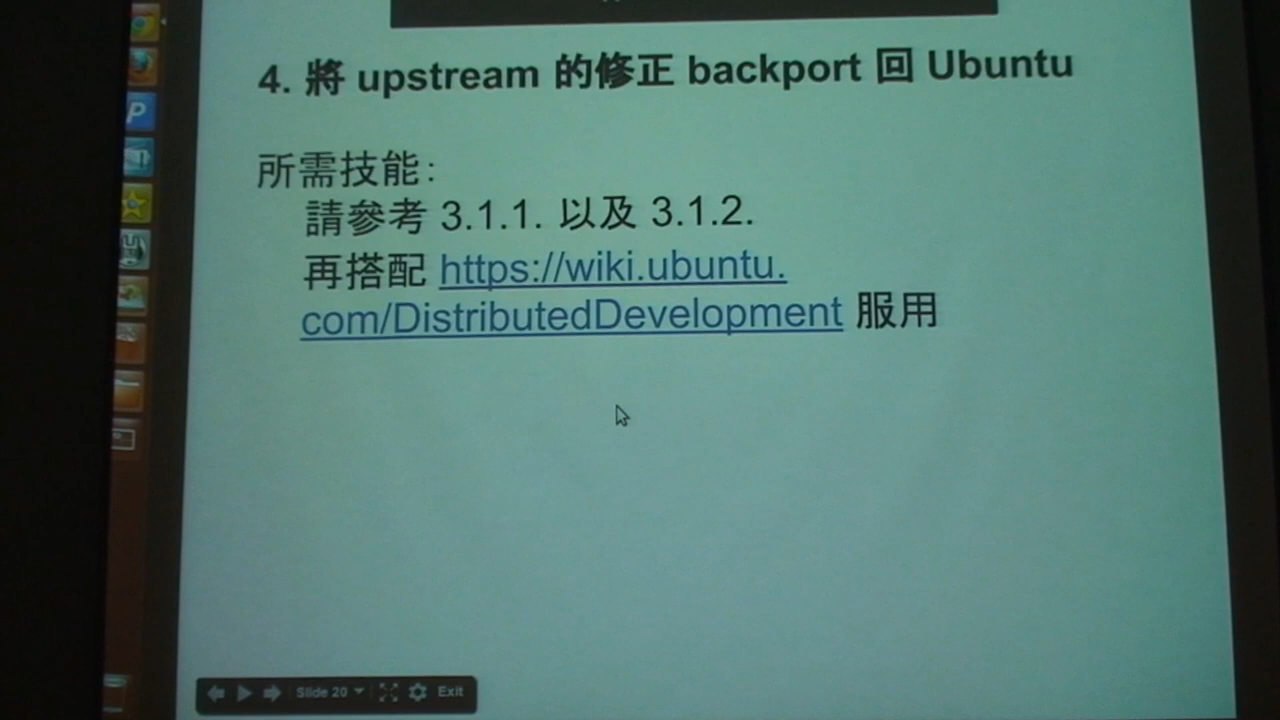 4. 將 upstream 的修正 backport 回 Ubuntu
所需技能:
請參考 3.1.1. 以及 3.1.2.
再搭配 https://wiki.ubuntu.
com/DistributedDevelopment 服用
Slide 20
Exit